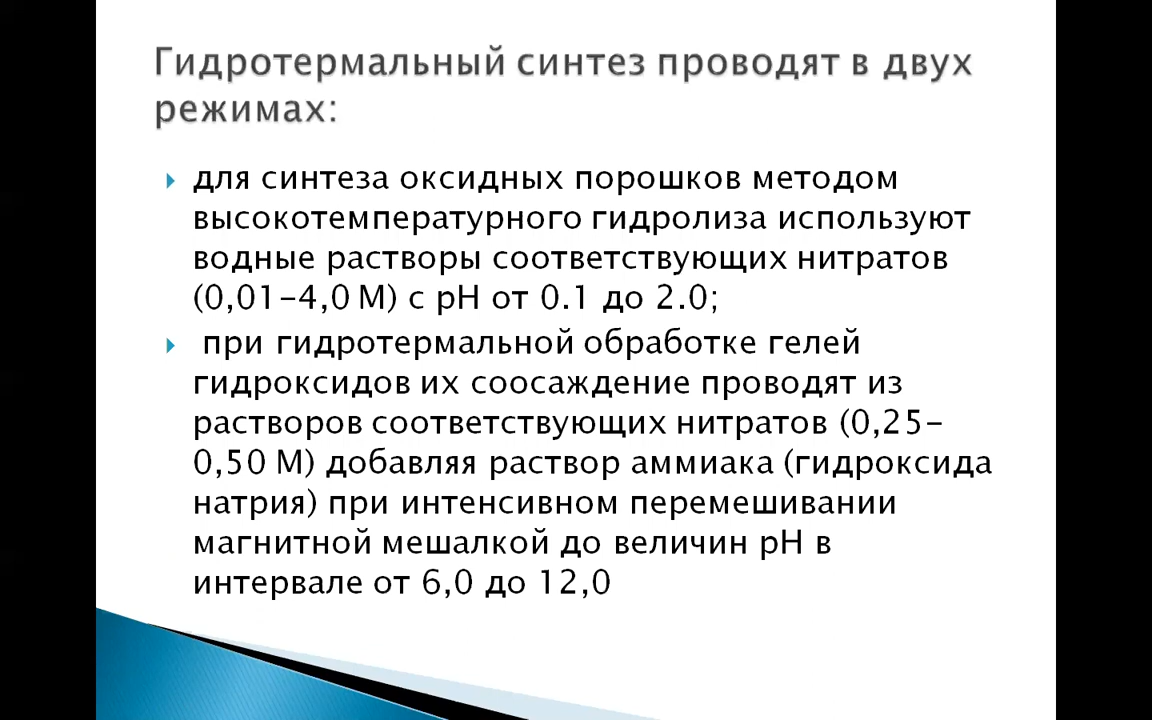 Гидротермальный синтез проводят в двух
режимах:
для синтеза оксидных порошков методом
высокотемпературного гидролиза используют
водные растворы соответствующих нитратов
(0,01-4,0 М) с рН от 0.1 до 2.0;
при гидротермальной обработке гелей
гидроксидов их соосаждение проводят из
растворов соответствующих нитратов (0,25-
0,50 М) добавляя раствор аммиака (гидроксида
натрия) при интенсивном перемешивании
магнитной мешалкой до величин рН в
интервале от 6,0 до 12,0